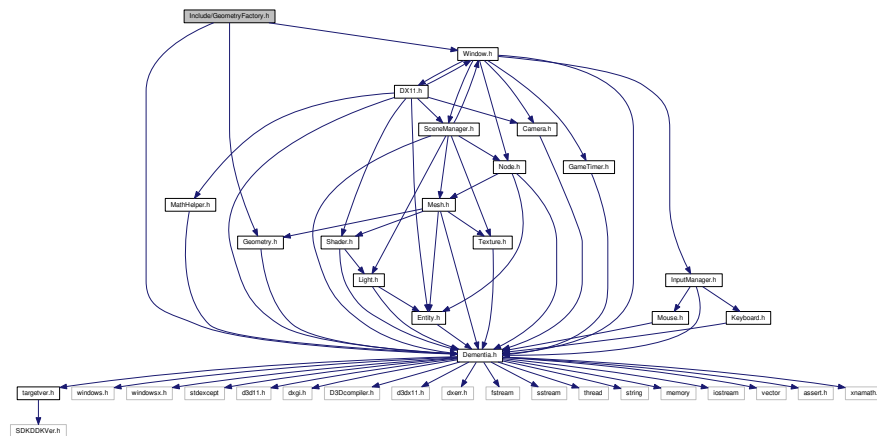 Include/GeometryFactory.h
Window.h
DX11.h
SceneManager.h
Camera.h
Node.h
GameTimer.h
MathHelper.h
Mesh.h
Geometry.h
Shader.h
Texture.h
Light.h
InputManager.h
Entity.h
Mouse.h
Keyboard.h
Dementia.h
targetver.h
windows.h
windowsx.h
stdexcept
d3d11.h
dxgi.h
D3Dcompiler.h
d3dx11.h
dxerr.h
fstream
sstream
thread
string
memory
iostream
vector
assert.h
xnamath.
SDKDDKVer.h